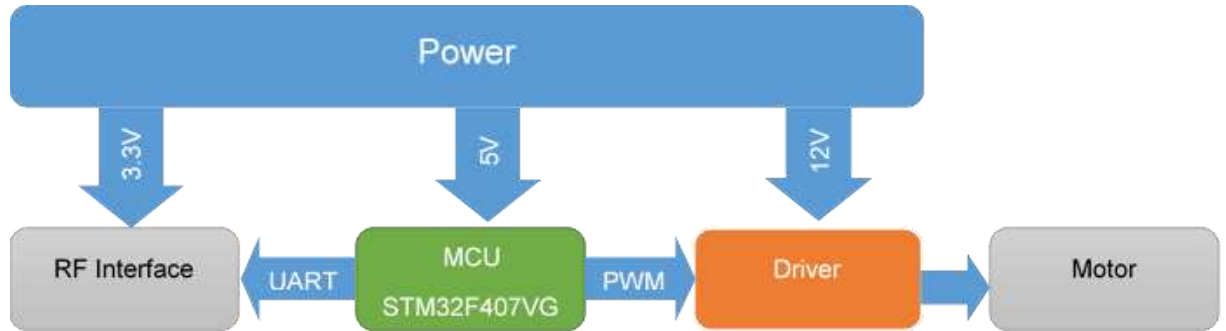 Power
3.3V
5V
12V
RF Interface
UART
MCU
STM32F407VG
PWM
Driver
Motor